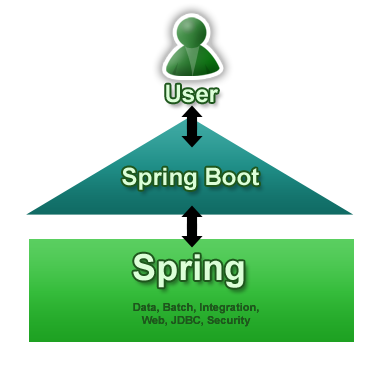 User
Spring Boot
Spring
Data, Batch, Integration,
Web, JDBC, Security